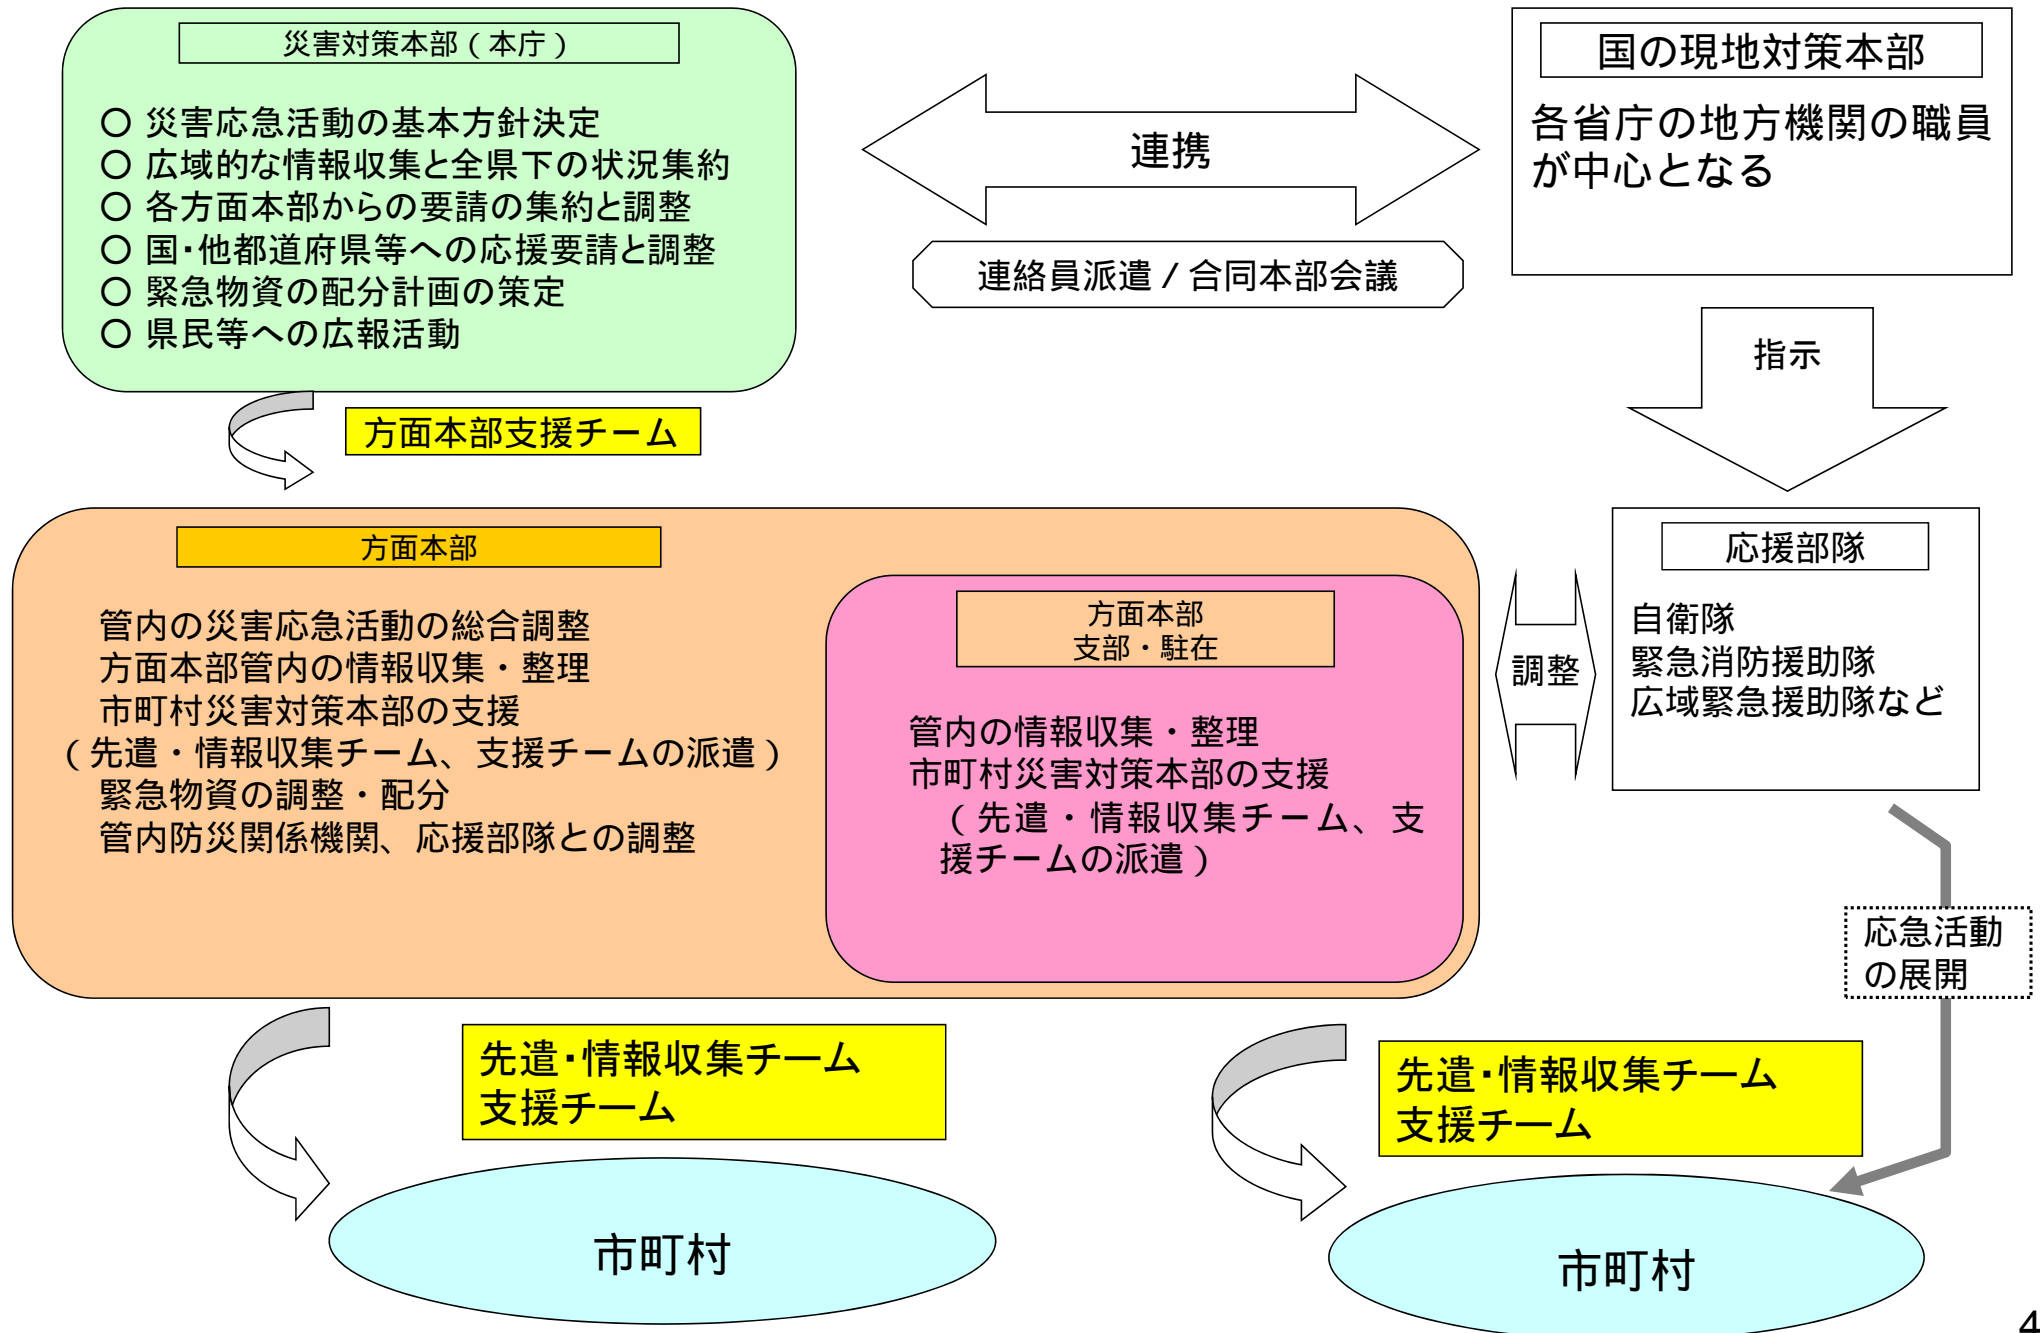 災害対策本部（本庁）
○ 災害応急活動の基本方針決定
○ 広域的な情報収集と全県下の状況集約
○ 各方面本部からの要請の集約と調整
○ 国・他都道府県等への応援要請と調整
○ 緊急物資の配分計画の策定
○ 県民等への広報活動
連携
連絡員派遣／合同本部会議
国の現地対策本部
各省庁の地方機関の職員
が中心となる
指示
方面本部支援チーム
方面本部
管内の災害応急活動の総合調整
方面本部管内の情報収集・整理
市町村災害対策本部の支援
（先遣・情報収集チーム、支援チームの派遣）
緊急物資の調整・配分
管内防災関係機関、応援部隊との調整
方面本部
支部・駐在
管内の情報収集・整理
市町村災害対策本部の支援
（先遣・情報収集チーム、支
援チームの派遣）
調整
応援部隊
自衛隊
緊急消防援助隊
広域緊急援助隊など
応急活動
の展開
先遣・情報収集チーム
支援チーム
先遣・情報収集チーム
支援チーム
市町村
市町村
4